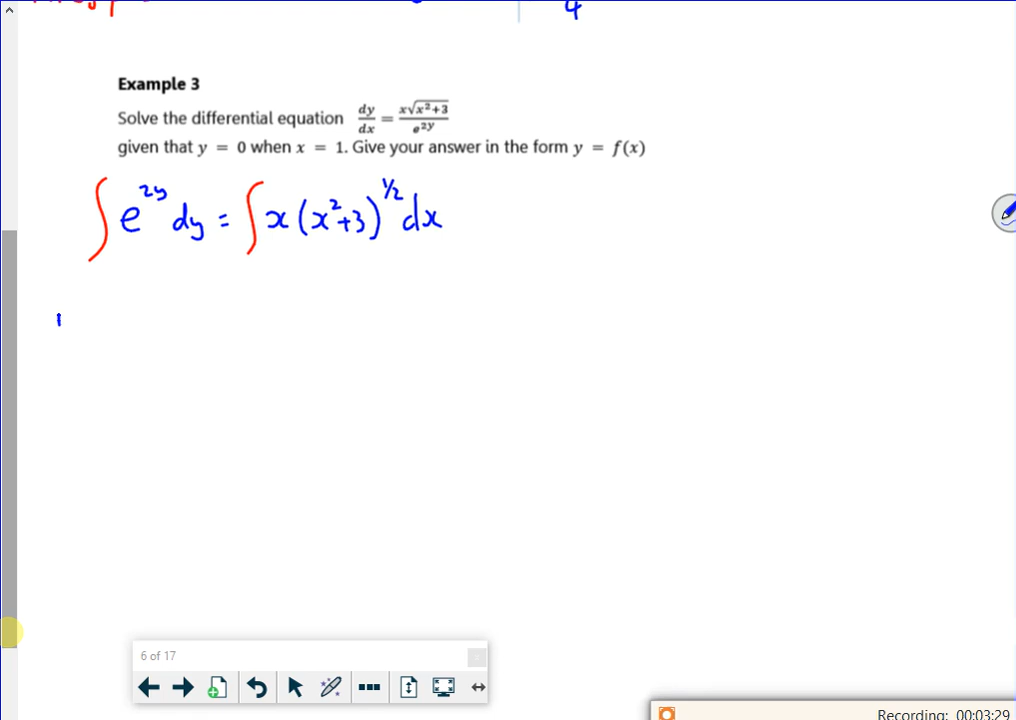 4
Example 3
Solve the differential equation dy/dx = x√x²+3/e^2y
given that y = 0 when x = 1. Give your answer in the form y = f(x)
∫ e^2y dy = ∫ x(x²+3)^1/2 dx
6 of 17
Recording: 00:03:29